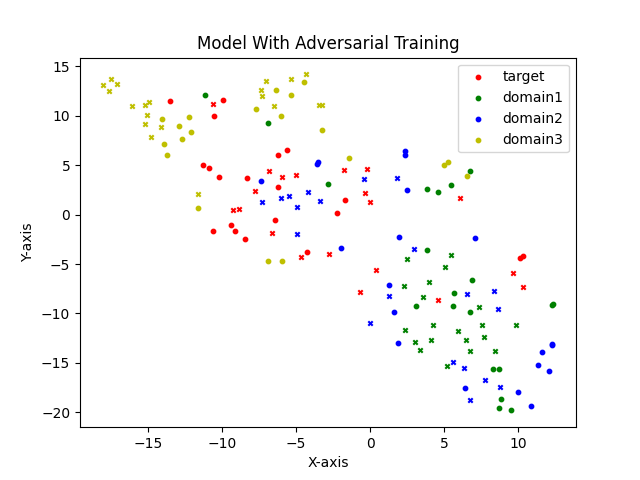 Model With Adversarial Training
target
domain1
domain2
domain3
Y-axis
15
10
5
0
−5
−10
−15
−20
−15 −10 −5 0 5 10
X-axis